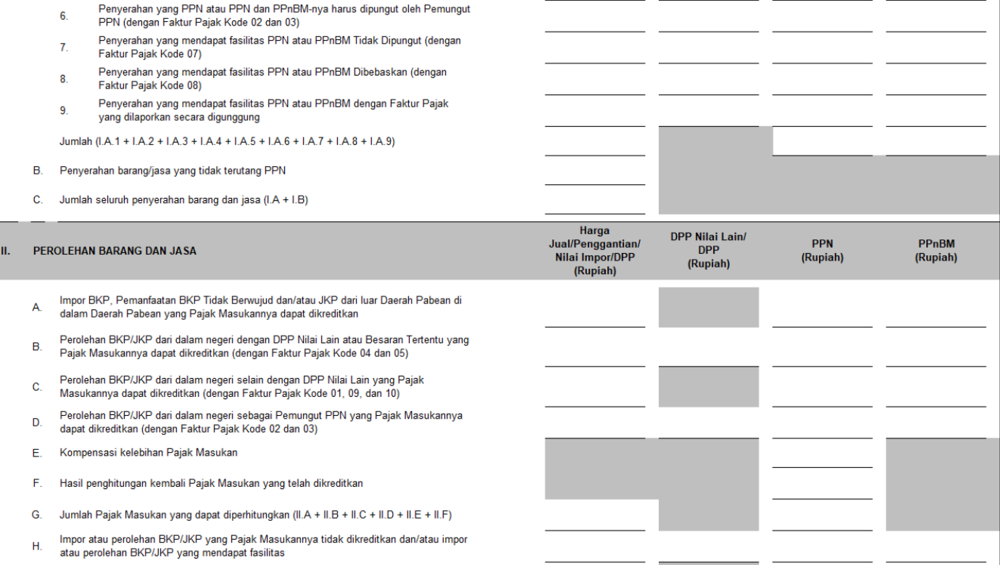 6. Penyerahan yang PPN atau PPN dan PPnBM-nya harus dipungut oleh Pemungut
PPN (dengan Faktur Pajak Kode 02 dan 03)
7. Penyerahan yang mendapat fasilitas PPN atau PPnBM Tidak Dipungut (dengan
Faktur Pajak Kode 07)
8. Penyerahan yang mendapat fasilitas PPN atau PPnBM Dibebaskan (dengan
Faktur Pajak Kode 08)
9. Penyerahan yang mendapat fasilitas PPN atau PPnBM dengan Faktur Pajak
yang dilaporkan secara digunggung
Jumlah (I.A.1 + I.A.2 + I.A.3 + I.A.4 + I.A.5 + I.A.6 + I.A.7 + I.A.8 + I.A.9)
B. Penyerahan barang/jasa yang tidak terutang PPN
C. Jumlah seluruh penyerahan barang dan jasa (I.A + I.B)
II. PEROLEHAN BARANG DAN JASA
Harga
Jual/Penggantian/
Nilai Impor/DPP
(Rupiah)
DPP Nilai Lain/
DPP
(Rupiah)
PPN
(Rupiah)
PPnBM
(Rupiah)
A. Impor BKP, Pemanfaatan BKP Tidak Berwujud dan/atau JKP dari luar Daerah Pabean di
dalam Daerah Pabean yang Pajak Masukannya dapat dikreditkan
B. Perolehan BKP/JKP dari dalam negeri dengan DPP Nilai Lain atau Besaran Tertentu yang
Pajak Masukannya dapat dikreditkan (dengan Faktur Pajak Kode 04 dan 05)
C. Perolehan BKP/JKP dari dalam negeri selain dengan DPP Nilai Lain yang Pajak
Masukannya dapat dikreditkan (dengan Faktur Pajak Kode 01, 09, dan 10)
D. Perolehan BKP/JKP dari dalam negeri sebagai Pemungut PPN yang Pajak Masukannya
dapat dikreditkan (dengan Faktur Pajak Kode 02 dan 03)
E. Kompensasi kelebihan Pajak Masukan
F. Hasil penghitungan kembali Pajak Masukan yang telah dikreditkan
G. Jumlah Pajak Masukan yang dapat diperhitungkan (II.A + II.B + II.C + II.D + II.E + II.F)
H. Impor atau perolehan BKP/JKP yang Pajak Masukannya tidak dikreditkan dan/atau impor
atau perolehan BKP/JKP yang mendapat fasilitas